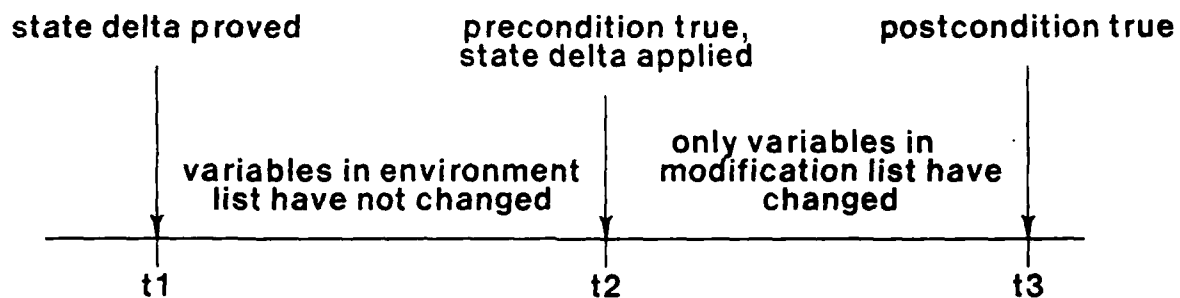 state delta proved
precondition true,
state delta applied
postcondition true
variables in environment
list have not changed
only variables in
modification list have
changed
t1
t2
t3